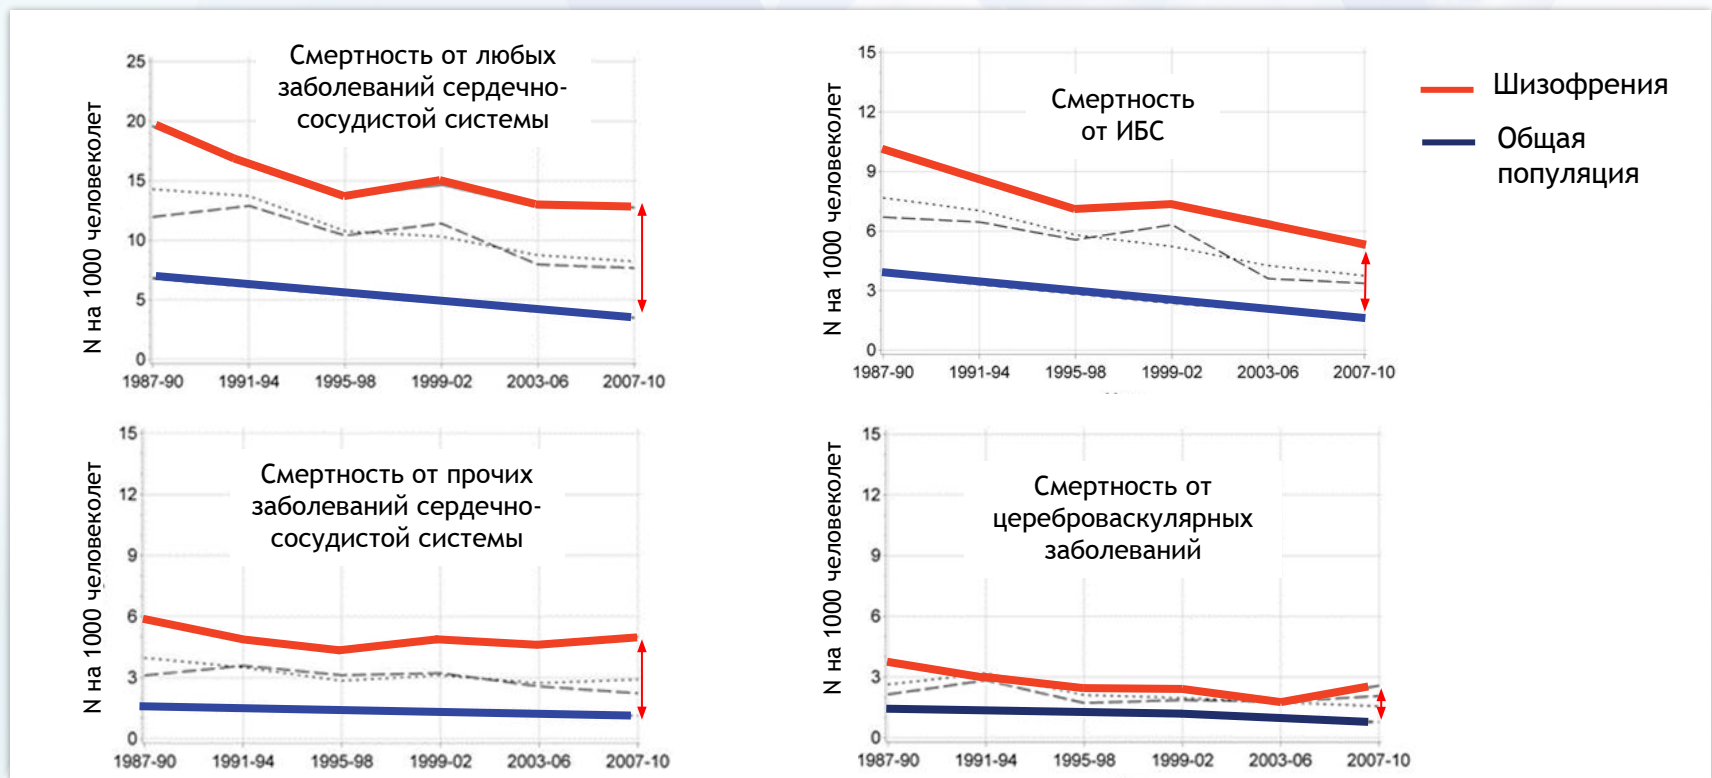 Смертность от любых
заболеваний сердечно-
сосудистой системы
N на 1000 человеколет
25
20
15
10
5
0
1987-90 1991-94 1995-98 1999-02 2003-06 2007-10
Смертность
от ИБС
N на 1000 человеколет
15
12
9
6
3
0
1987-90 1991-94 1995-98 1999-02 2003-06 2007-10
Шизофрения
Общая
популяция
Смертность от прочих
заболеваний сердечно-
сосудистой системы
N на 1000 человеколет
15
12
9
6
3
0
1987-90 1991-94 1995-98 1999-02 2003-06 2007-10
Смертность от
цереброваскулярных
заболеваний
N на 1000 человеколет
15
12
9
6
3
0
1987-90 1991-94 1995-98 1999-02 2003-06 2007-10